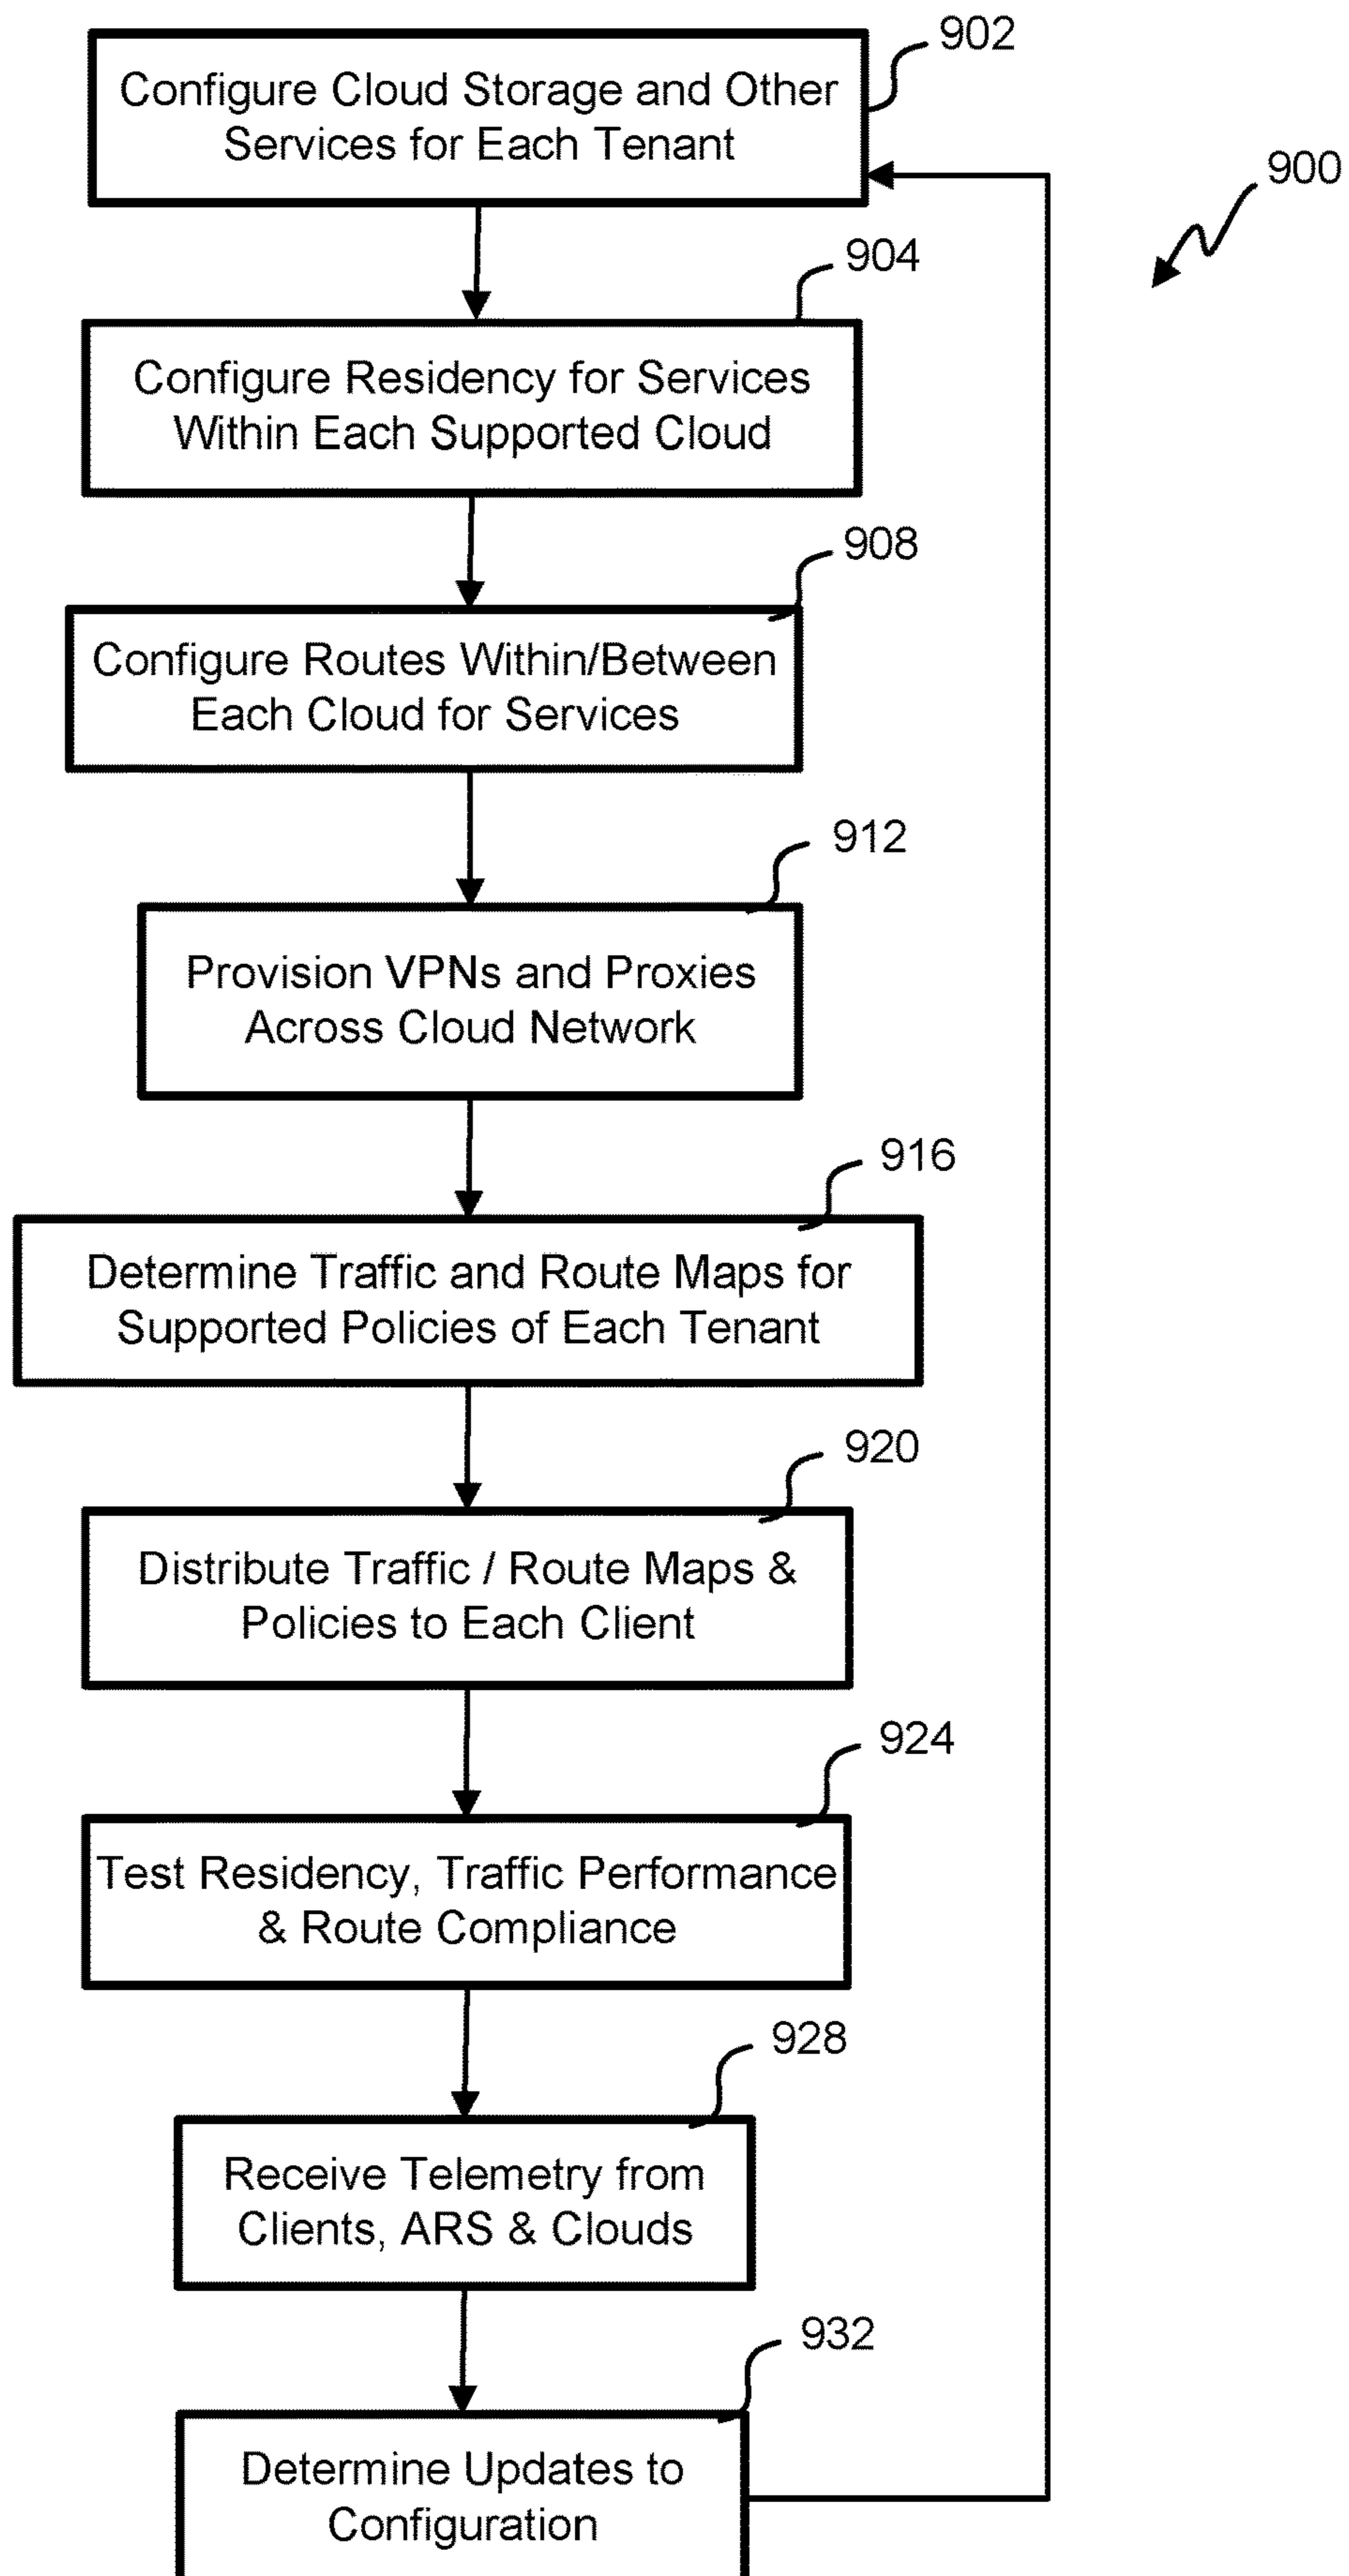 902
Configure Cloud Storage and Other
Services for Each Tenant
900
904
Configure Residency for Services
Within Each Supported Cloud
908
Configure Routes Within/Between
Each Cloud for Services
912
Provision VPNs and Proxies
Across Cloud Network
916
Determine Traffic and Route Maps for
Supported Policies of Each Tenant
920
Distribute Traffic / Route Maps &
Policies to Each Client
924
Test Residency, Traffic Performance
& Route Compliance
928
Receive Telemetry from
Clients, ARS & Clouds
932
Determine Updates to
Configuration